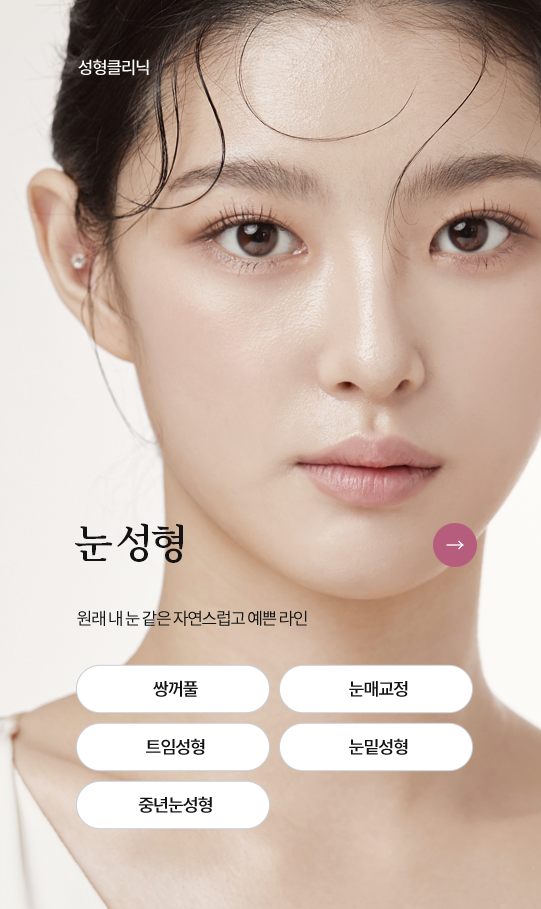 성형클리닉
눈 성형
→
원래 내 눈 같은 자연스럽고 예쁜 라인
쌍꺼풀
눈매교정
트임성형
눈밑성형
중년눈성형